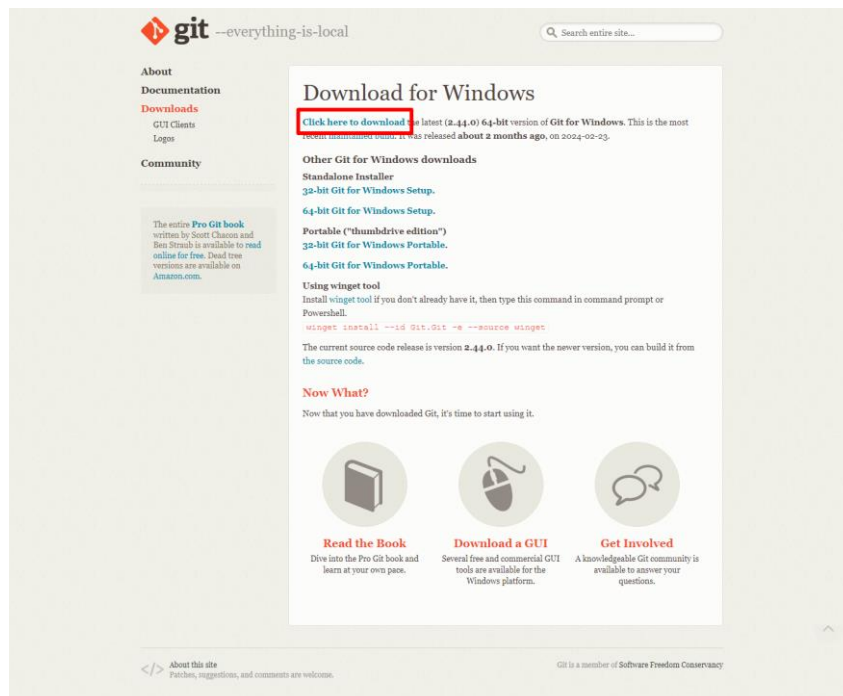 git --everything-is-local
Search entire site...
About
Documentation
Downloads
GUI Clients
Logos
Community
The entire Pro Git book
written by Scott Chacon and
Ben Straub is available to read
online for free. Dead tree
versions are available on
Amazon.com.
Download for Windows
Click here to download the latest (2.44.0) 64-bit version of Git for Windows. This is the most
recent maintained build. It was released about 2 months ago, on 2024-02-23.
Other Git for Windows downloads
Standalone Installer
32-bit Git for Windows Setup.
64-bit Git for Windows Setup.
Portable ("thumbdrive edition")
32-bit Git for Windows Portable.
64-bit Git for Windows Portable.
Using winget tool
Install winget tool if you don't already have it, then type this command in command prompt or
Powershell.
winget install --id Git.Git -e --source winget
The current source code release is version 2.44.0. If you want the newer version, you can build it from
the source code.
Now What?
Now that you have downloaded Git, it's time to start using it.
Read the Book
Dive into the Pro Git book and
learn at your own pace.
Download a GUI
Several free and commercial GUI
tools are available for the
Windows platform.
Get Involved
A knowledgeable Git community is
available to answer your
questions.
</> About this site
Patches, suggestions, and comments are welcome.
Git is a member of Software Freedom Conservancy